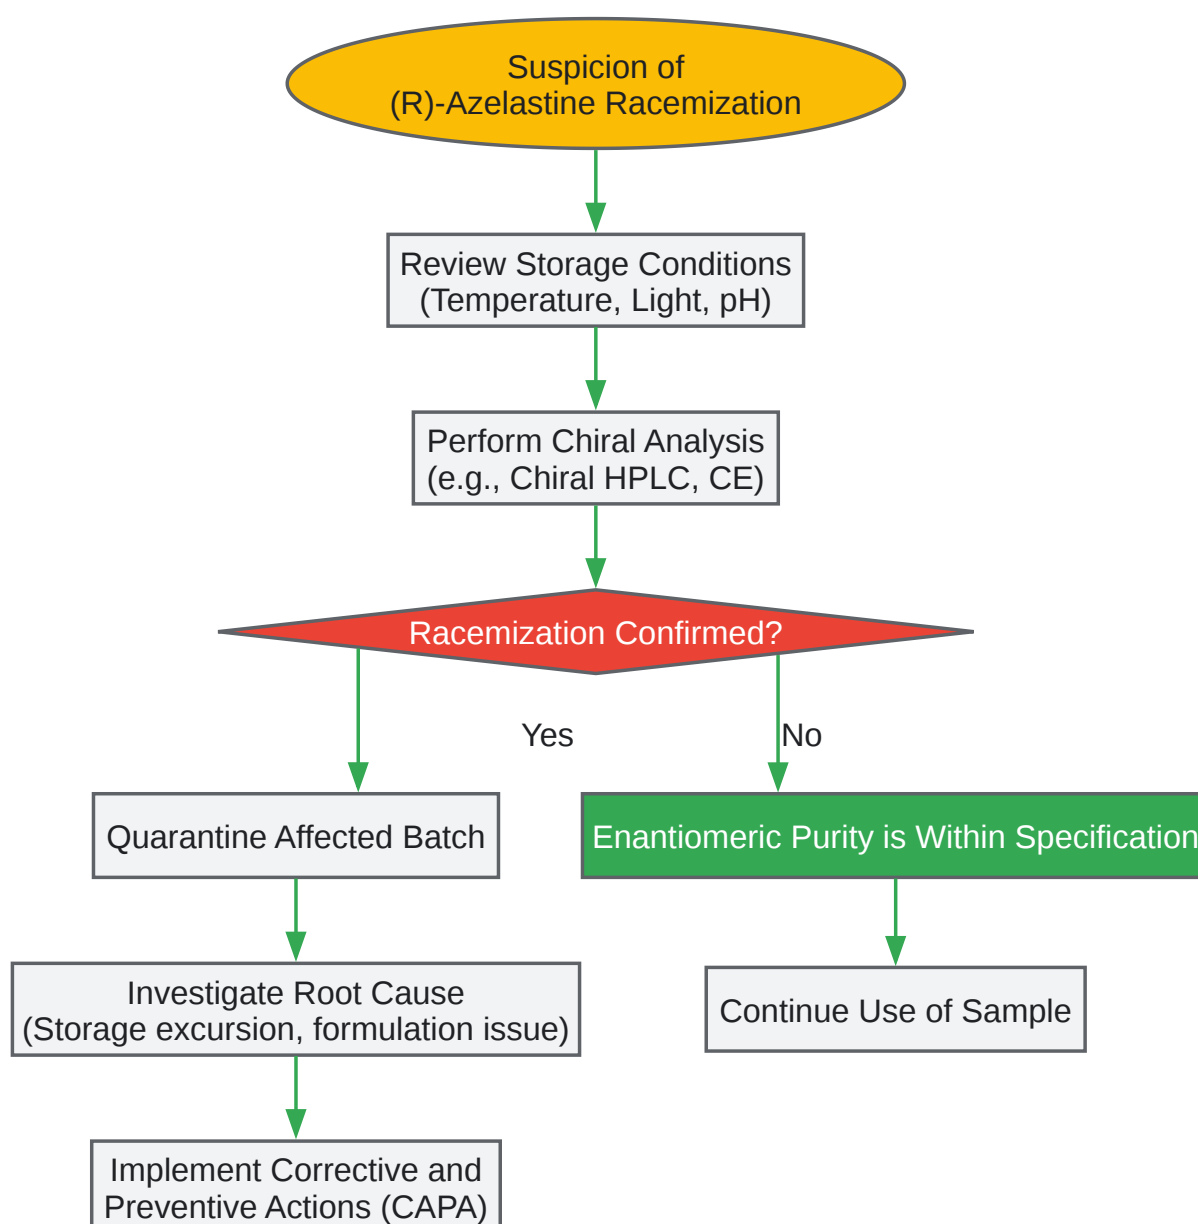 Suspicion of
(R)-Azelastine Racemization
Review Storage Conditions
(Temperature, Light, pH)
Perform Chiral Analysis
(e.g., Chiral HPLC, CE)
Racemization Confirmed?
Yes
No
Quarantine Affected Batch
Enantiomeric Purity is Within Specification
Investigate Root Cause
(Storage excursion, formulation issue)
Continue Use of Sample
Implement Corrective and
Preventive Actions (CAPA)